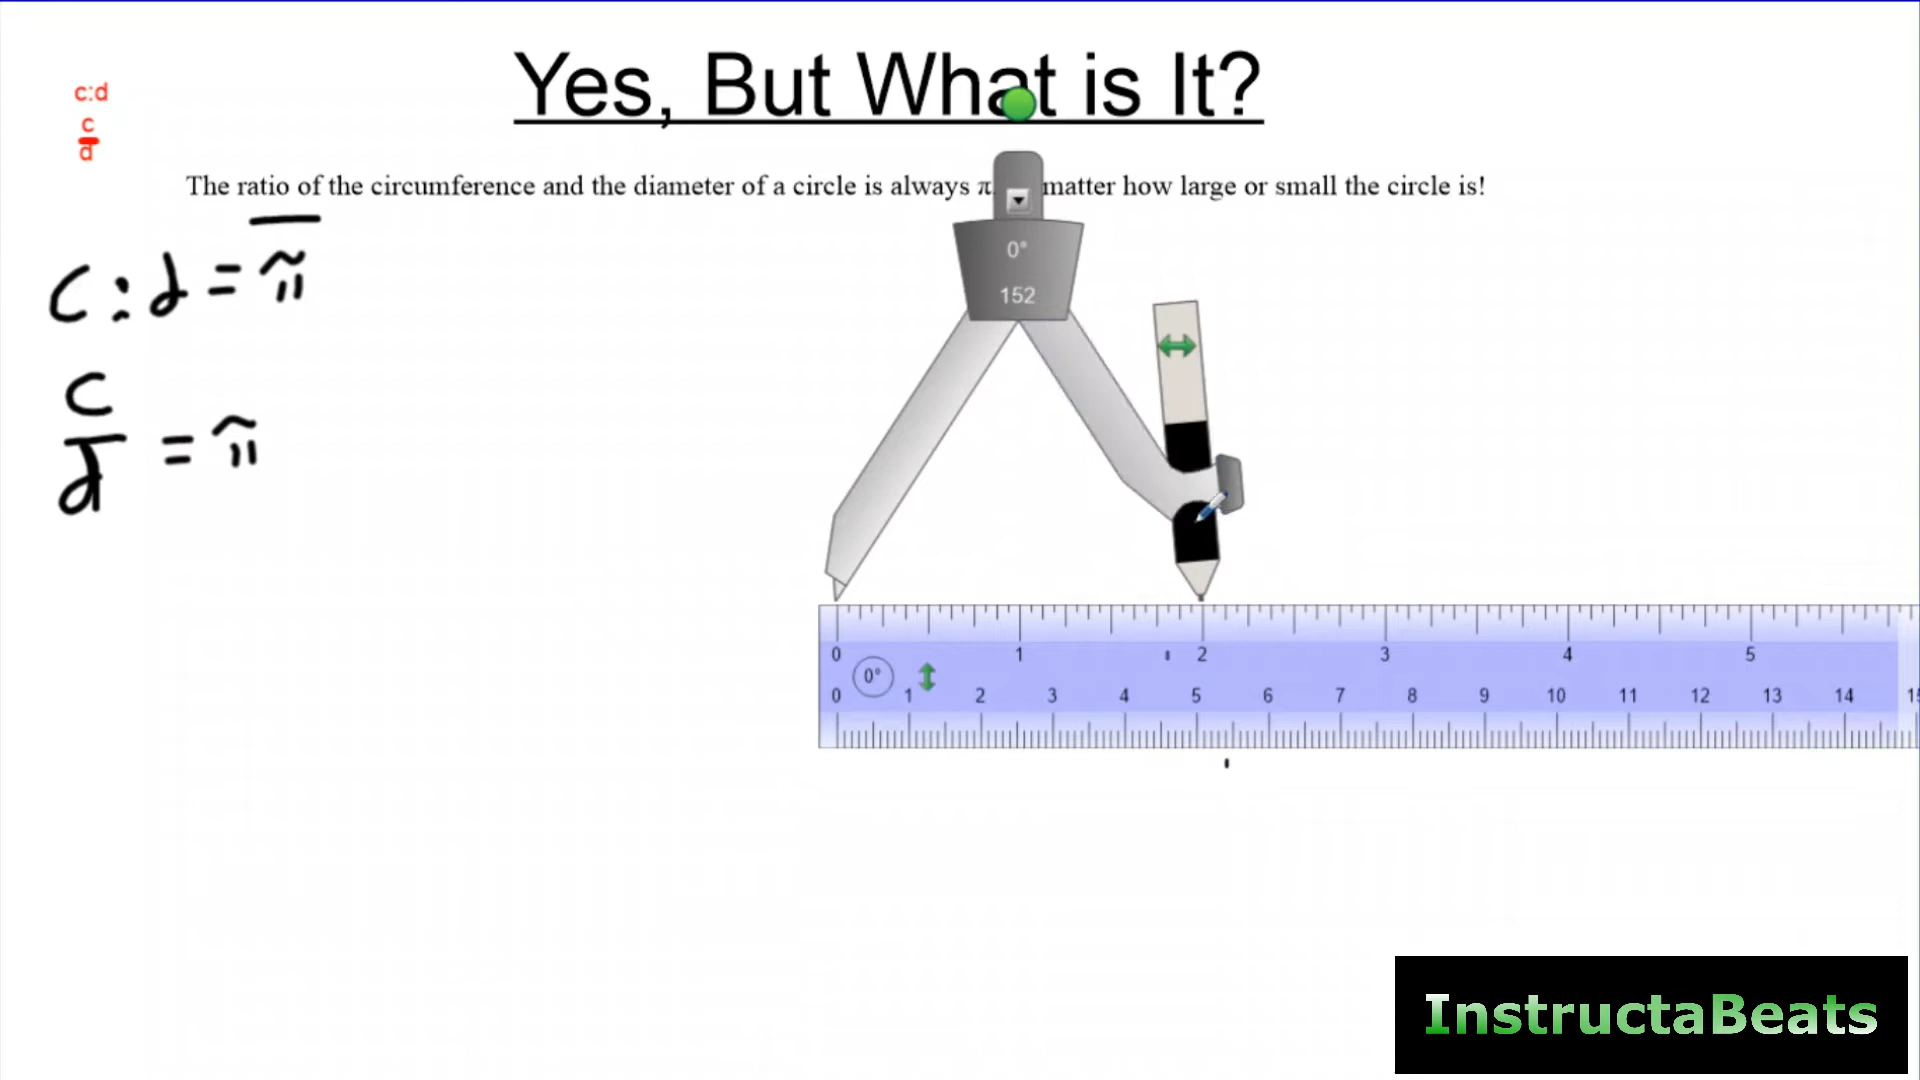 Yes, But What is It?
c:d
c
d
The ratio of the circumference and the diameter of a circle is always π matter how large or small the circle is!
c:d = π
c
d = π
0°
152
0 1 2 3 4 5
0°
0 1 2 3 4 5 6 7 8 9 10 11 12 13 14
InstructaBeats